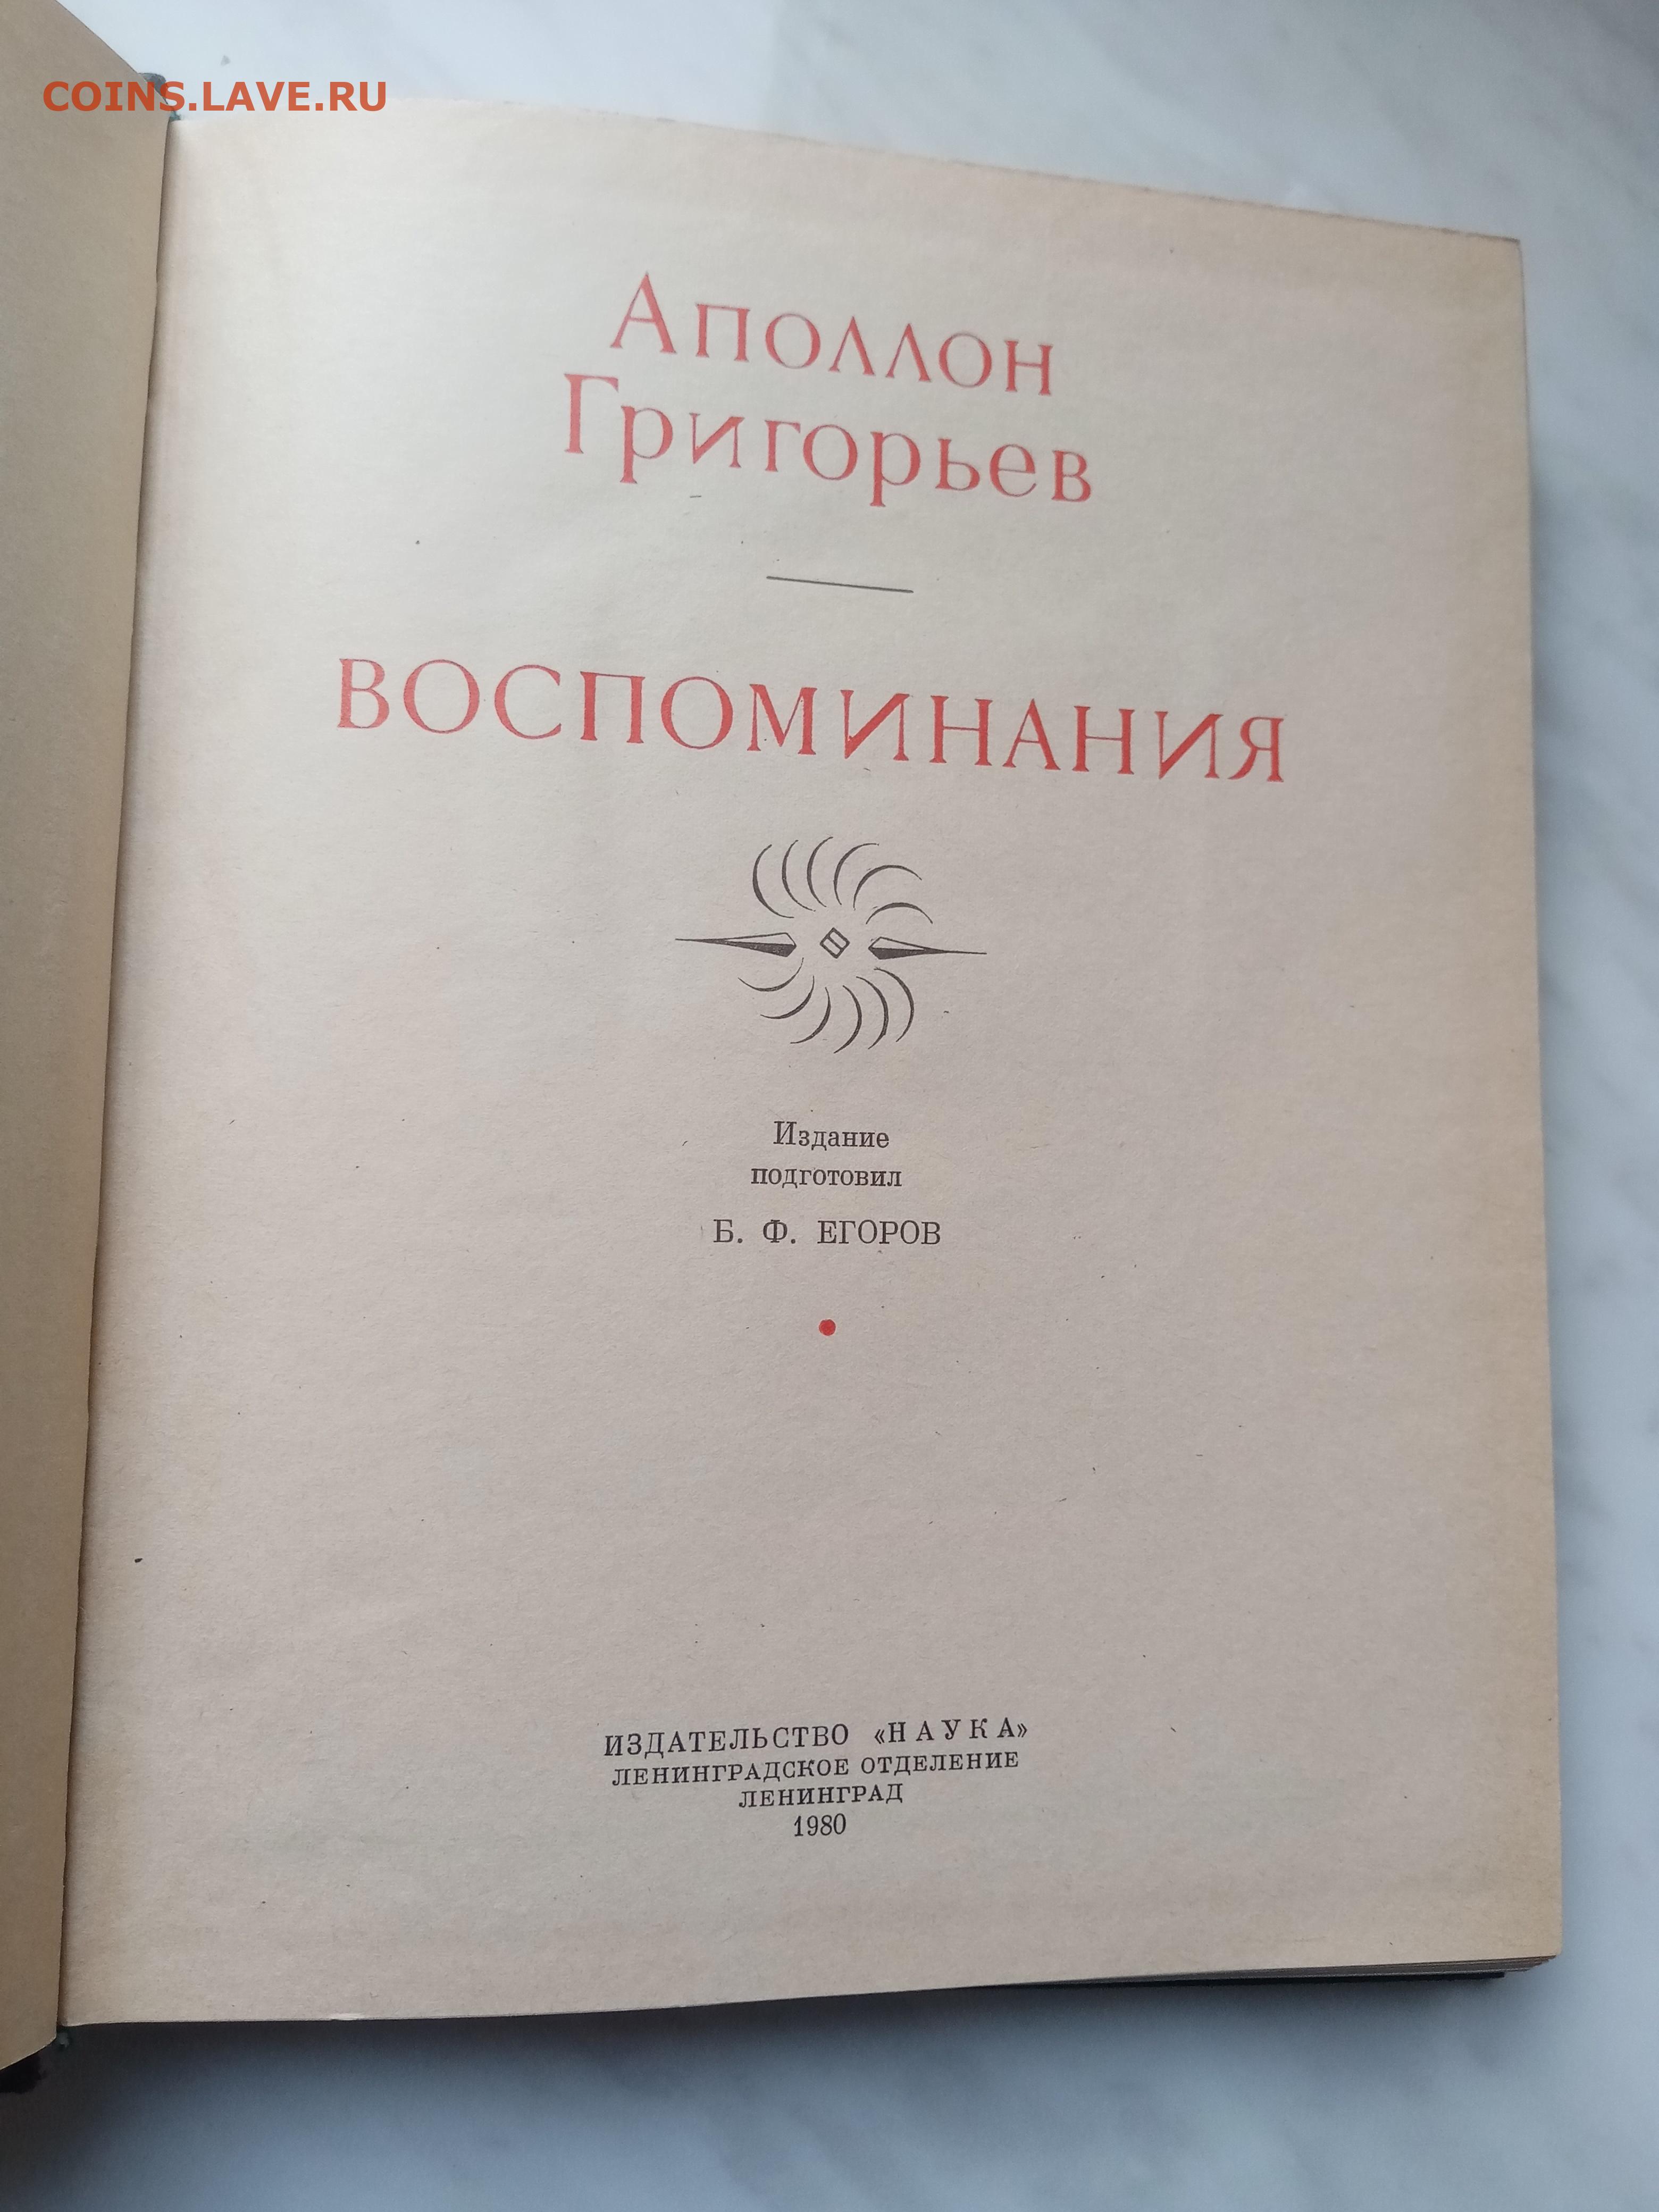 COINS.LAVE.RU
Аполлон
Григорьев
ВОСПОМИНАНИЯ
Издание
подготовил
Б. Ф. ЕГОРОВ
ИЗДАТЕЛЬСТВО «НАУКА»
ЛЕНИНГРАДСКОЕ ОТДЕЛЕНИЕ
ЛЕНИНГРАД
1980